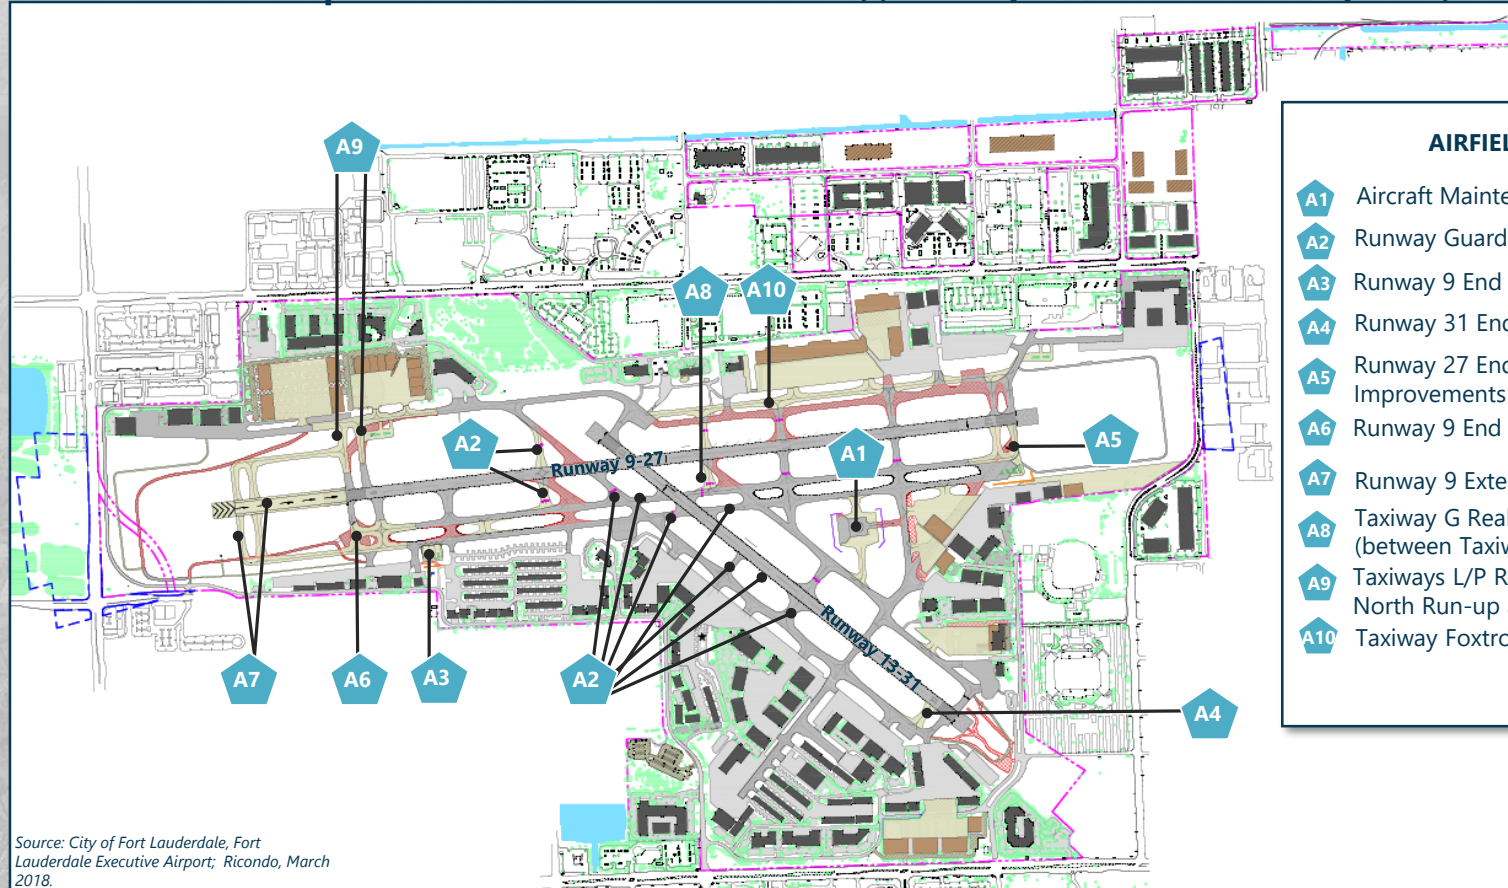 A9
A8
A10
A2
A1
A5
Runway 9-27
Runway 13-31
A7
A6
A3
A2
A4
AIRFIEL
A1 Aircraft Mainte
A2 Runway Guard
A3 Runway 9 End
A4 Runway 31 End
A5 Runway 27 End
Improvements
A6 Runway 9 End
A7 Runway 9 Exte
A8 Taxiway G Rea
(between Taxiw
A9 Taxiways L/P R
North Run-up
A10 Taxiway Foxtro
Source: City of Fort Lauderdale, Fort
Lauderdale Executive Airport; Ricondo, March
2018.